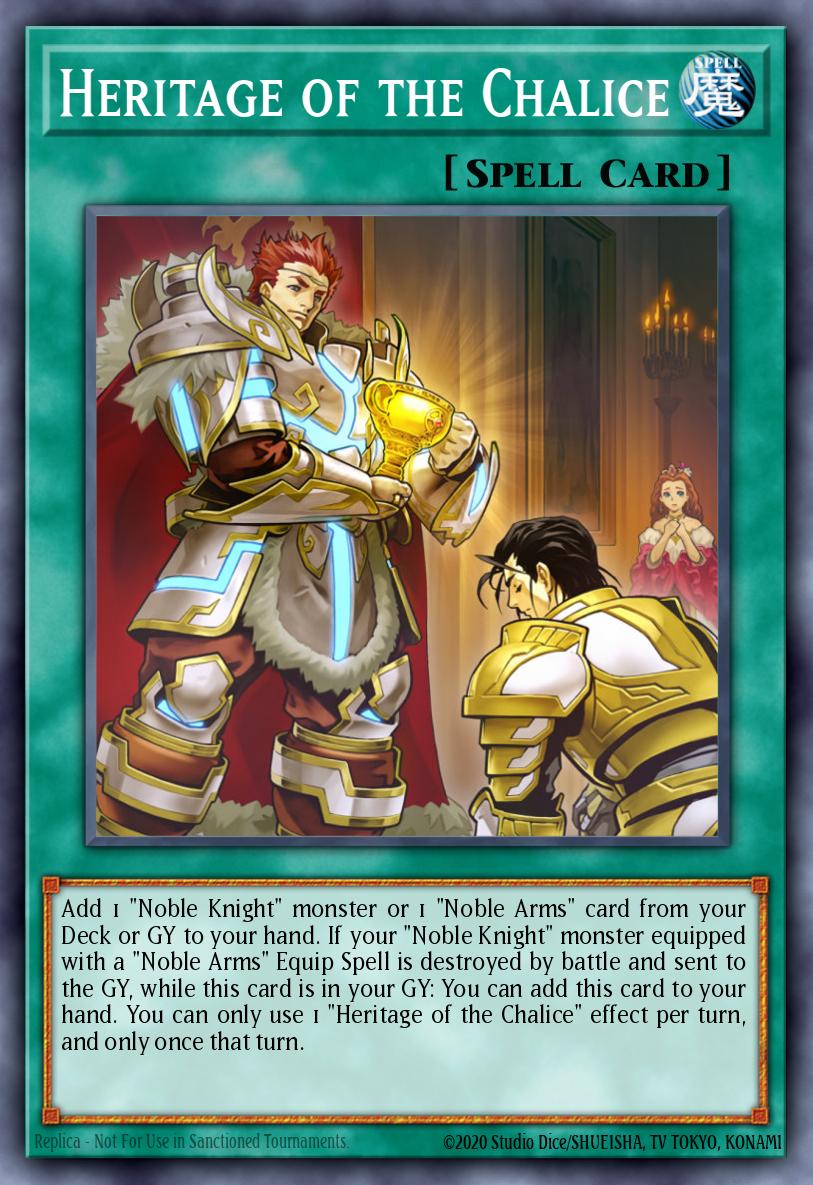 Heritage of the Chalice
SPELL
魔
[ Spell Card ]
Add 1 "Noble Knight" monster or 1 "Noble Arms" card from your
Deck or GY to your hand. If your "Noble Knight" monster equipped
with a "Noble Arms" Equip Spell is destroyed by battle and sent to
the GY, while this card is in your GY: You can add this card to your
hand. You can only use 1 "Heritage of the Chalice" effect per turn,
and only once that turn.
Replica - Not For Use in Sanctioned Tournaments.
©2020 Studio Dice/SHUEISHA, TV TOKYO, KONAMI